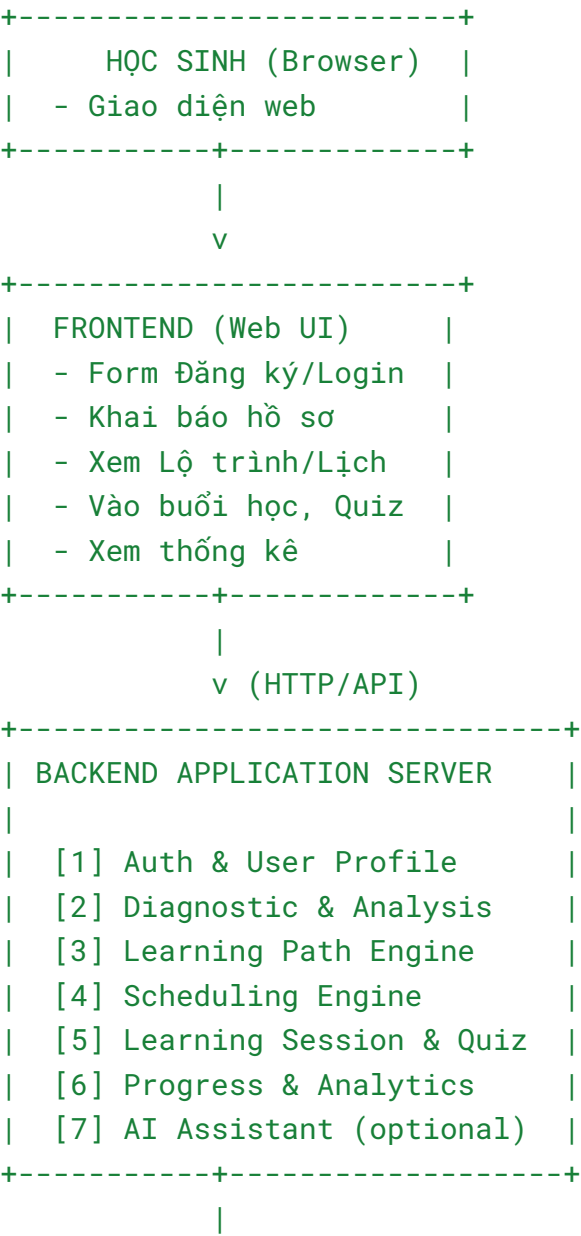 +-------------------------+
|     HỌC SINH (Browser)  |
|  - Giao diện web        |
+-----------+-------------+
            |
            v
+-------------------------+
|  FRONTEND (Web UI)     |
|  - Form Đăng ký/Login  |
|  - Khai báo hồ sơ      |
|  - Xem Lộ trình/Lịch   |
|  - Vào buổi học, Quiz  |
|  - Xem thống kê        |
+-----------+-------------+
            |
            v (HTTP/API)
+-------------------------------+
| BACKEND APPLICATION SERVER    |
|                               |
|  [1] Auth & User Profile      |
|  [2] Diagnostic & Analysis    |
|  [3] Learning Path Engine     |
|  [4] Scheduling Engine        |
|  [5] Learning Session & Quiz  |
|  [6] Progress & Analytics     |
|  [7] AI Assistant (optional)  |
+-----------+-------------------+
            |